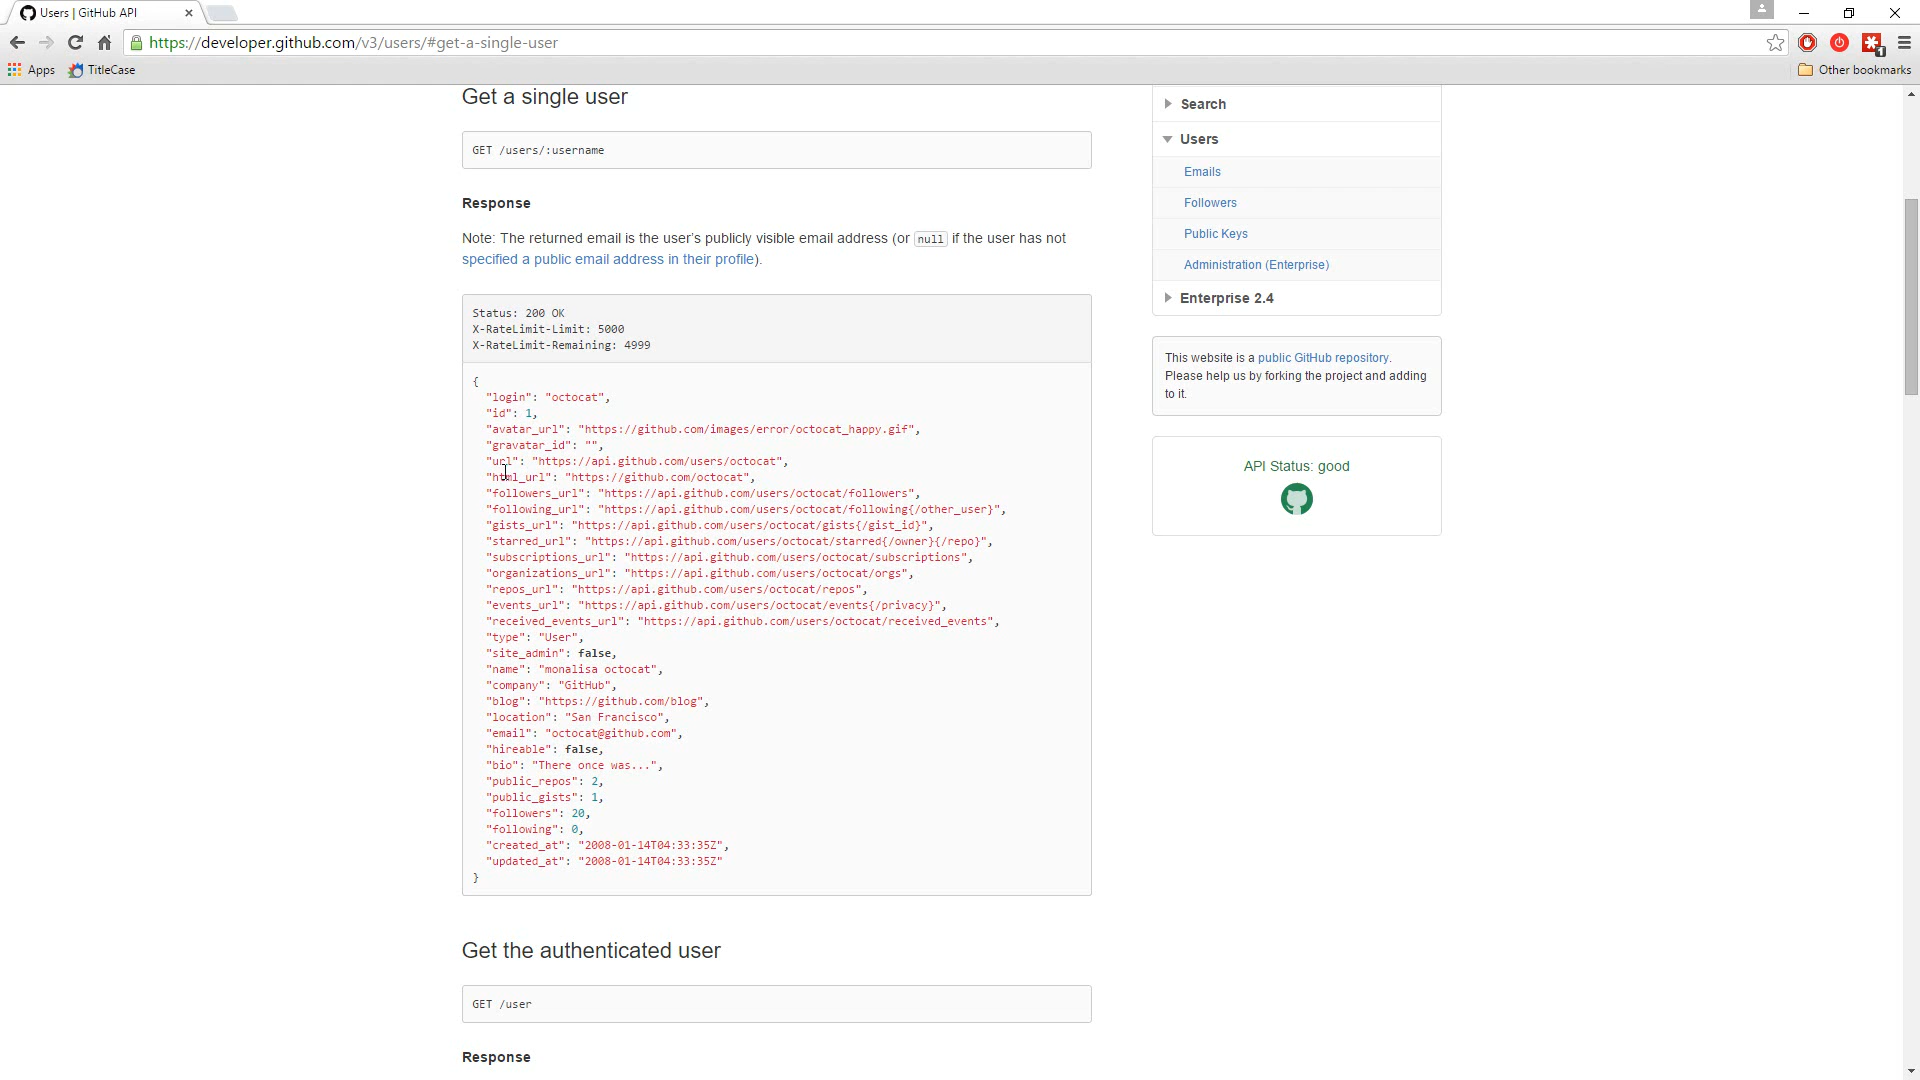 Users | GitHub API
https://developer.github.com/v3/users/#get-a-single-user
1
Apps
TitleCase
Other bookmarks
Get a single user
GET /users/:username
Response
Note: The returned email is the user's publicly visible email address (or null if the user has not
specified a public email address in their profile).
Status: 200 OK
X-RateLimit-Limit: 5000
X-RateLimit-Remaining: 4999
{
"login": "octocat",
"id": 1,
"avatar_url": "https://github.com/images/error/octocat_happy.gif",
"gravatar_id": "",
"url": "https://api.github.com/users/octocat",
"html_url": "https://github.com/octocat",
"followers_url": "https://api.github.com/users/octocat/followers",
"following_url": "https://api.github.com/users/octocat/following{/other_user}",
"gists_url": "https://api.github.com/users/octocat/gists{/gist_id}",
"starred_url": "https://api.github.com/users/octocat/starred{/owner}{/repo}",
"subscriptions_url": "https://api.github.com/users/octocat/subscriptions",
"organizations_url": "https://api.github.com/users/octocat/orgs",
"repos_url": "https://api.github.com/users/octocat/repos",
"events_url": "https://api.github.com/users/octocat/events{/privacy}",
"received_events_url": "https://api.github.com/users/octocat/received_events",
"type": "User",
"site_admin": false,
"name": "monalisa octocat",
"company": "GitHub",
"blog": "https://github.com/blog",
"location": "San Francisco",
"email": "octocat@github.com",
"hireable": false,
"bio": "There once was...",
"public_repos": 2,
"public_gists": 1,
"followers": 20,
"following": 0,
"created_at": "2008-01-14T04:33:35Z",
"updated_at": "2008-01-14T04:33:35Z"
}
Get the authenticated user
GET /user
Response
Search
Users
Emails
Followers
Public Keys
Administration (Enterprise)
Enterprise 2.4
This website is a public GitHub repository.
Please help us by forking the project and adding
to it.
API Status: good